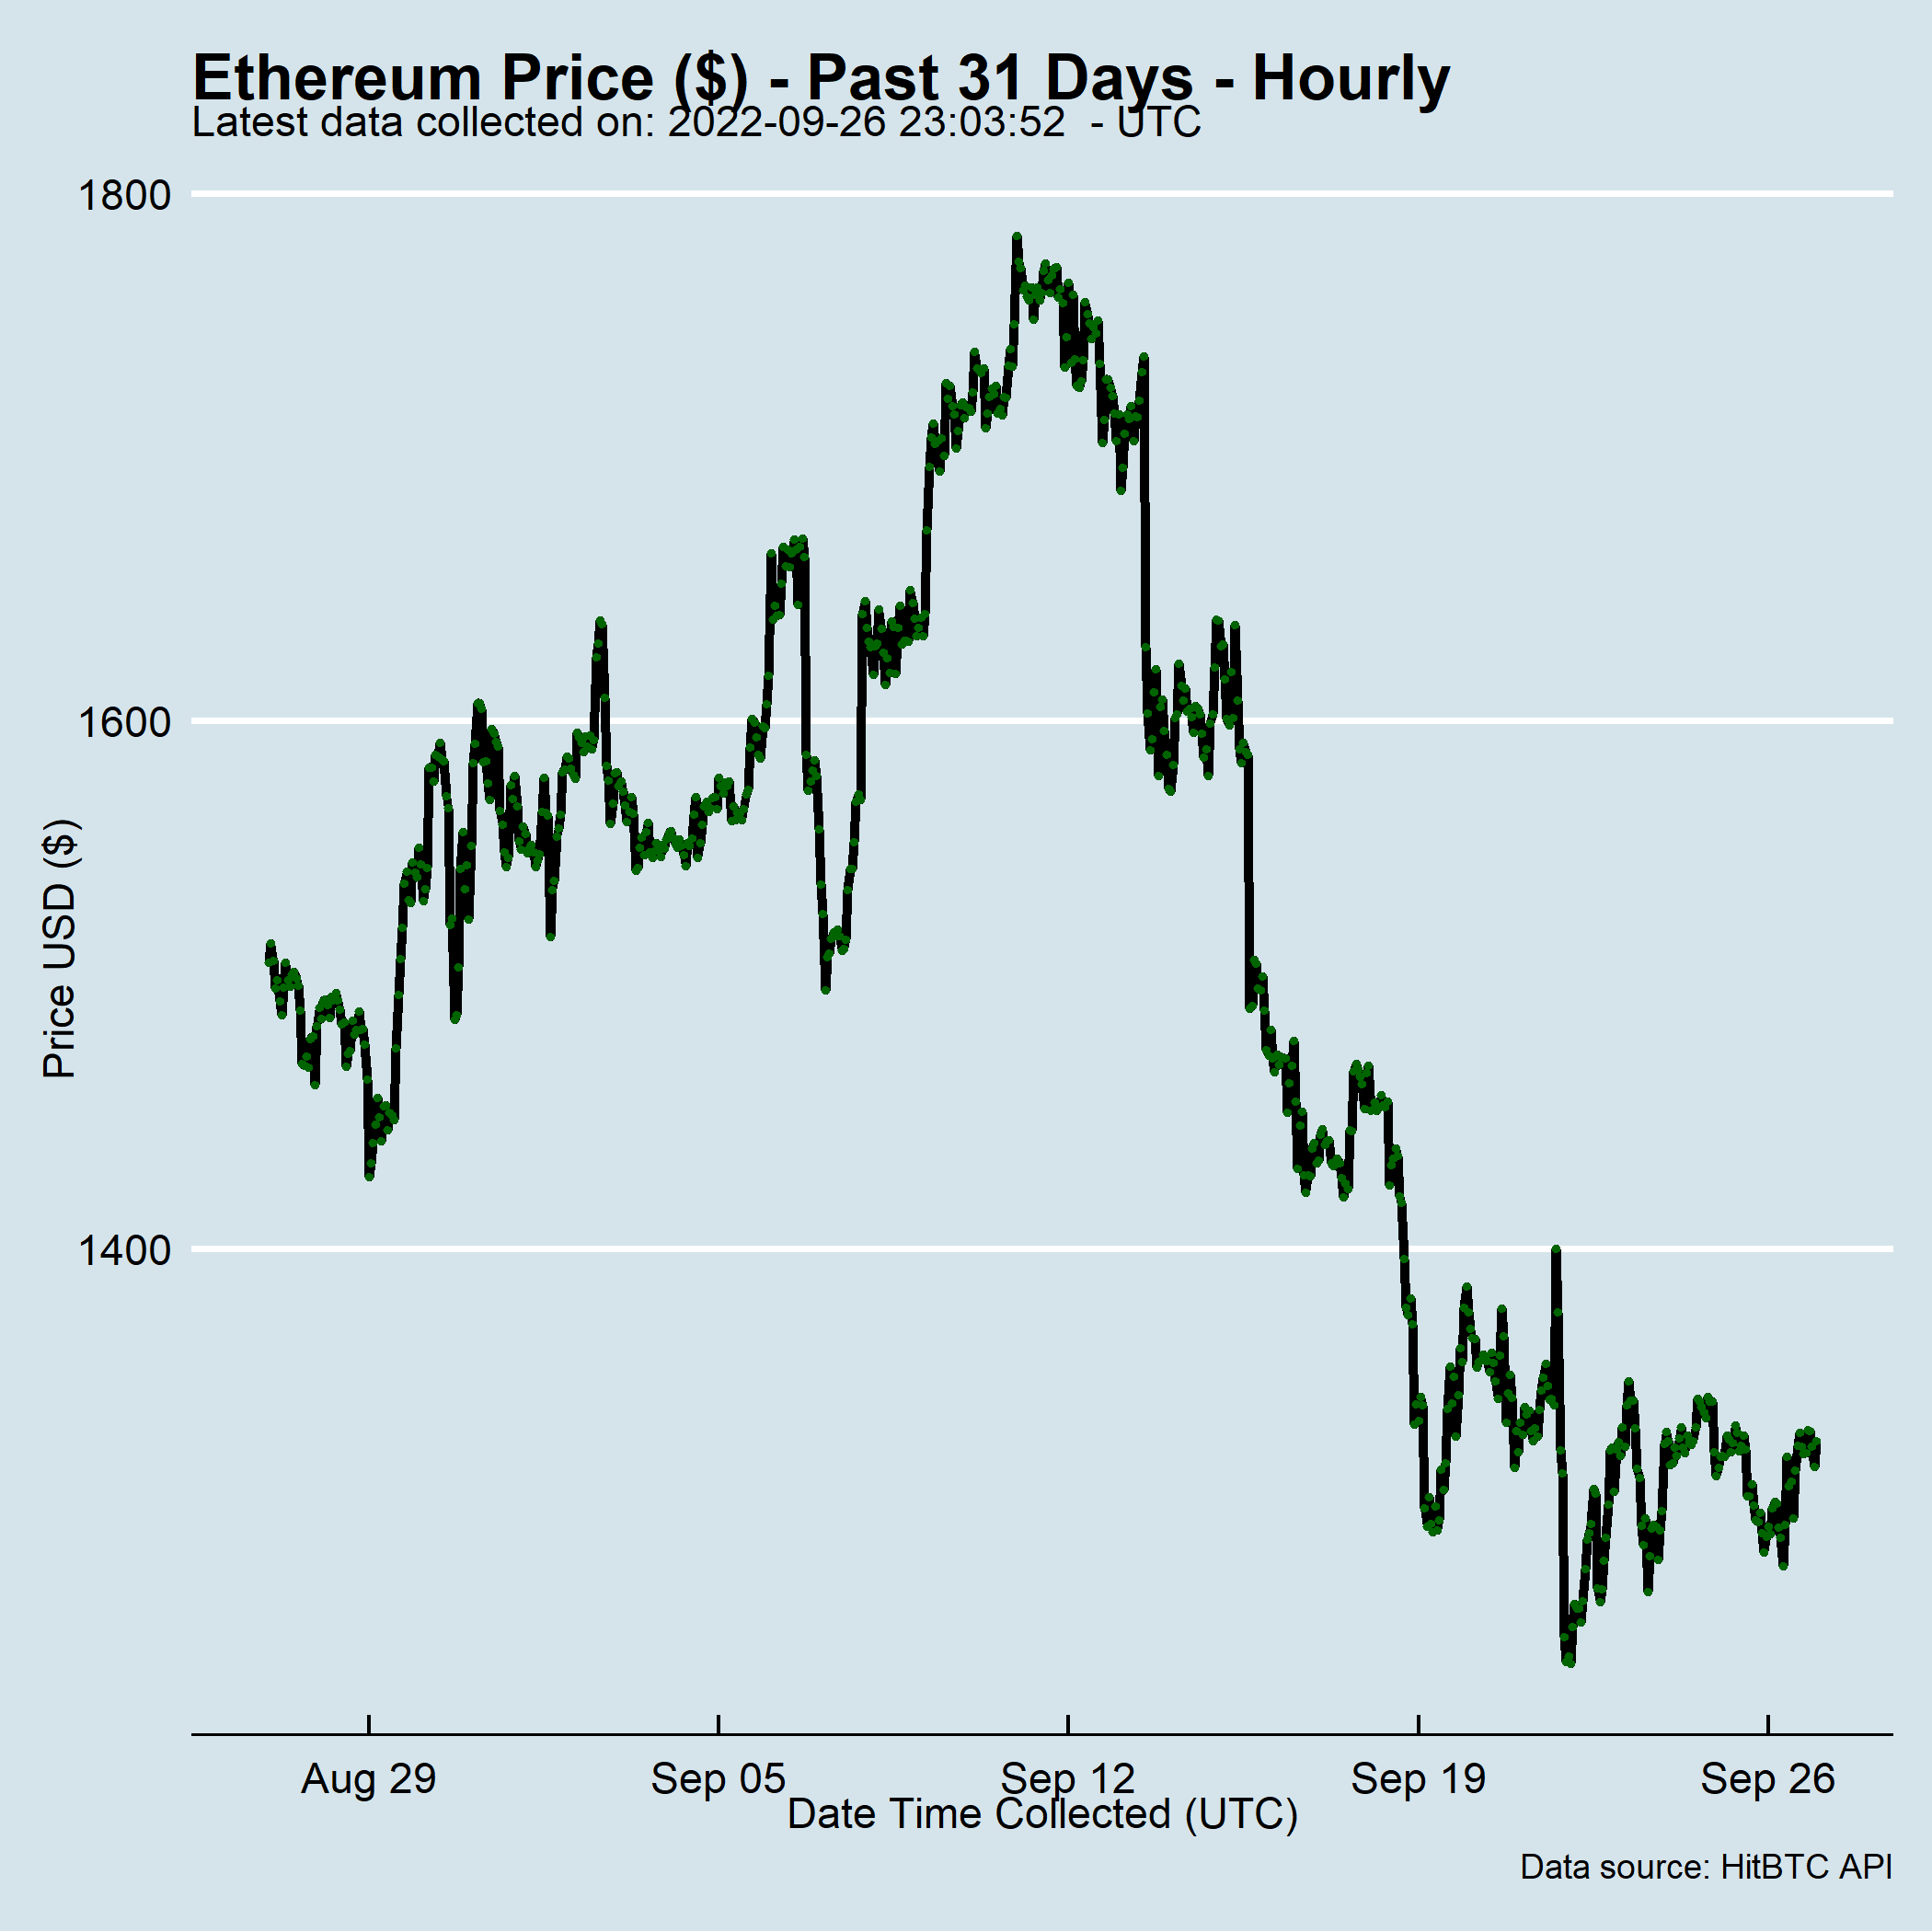 Ethereum Price ($) - Past 31 Days - Hourly
Latest data collected on: 2022-09-26 23:03:52  - UTC
1800
1600
1400
Price USD ($)
Aug 29
Sep 05
Sep 12
Sep 19
Sep 26
Date Time Collected (UTC)
Data source: HitBTC API